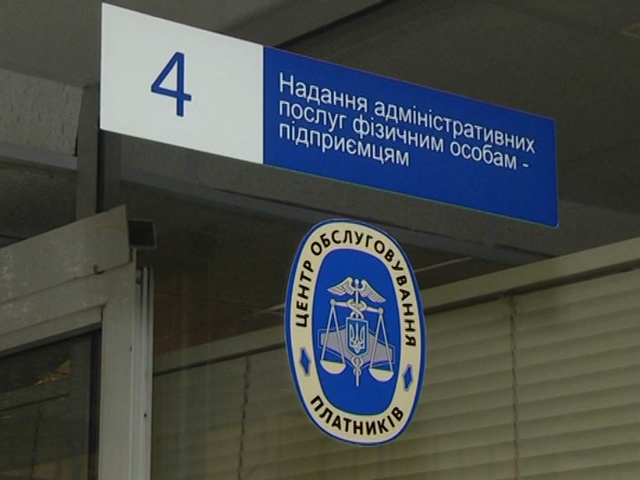 4
Надання адміністративних
послуг фізичним особам -
підприємцям
ЦЕНТР ОБСЛУГОВУВАННЯ
ПЛАТНИКІВ